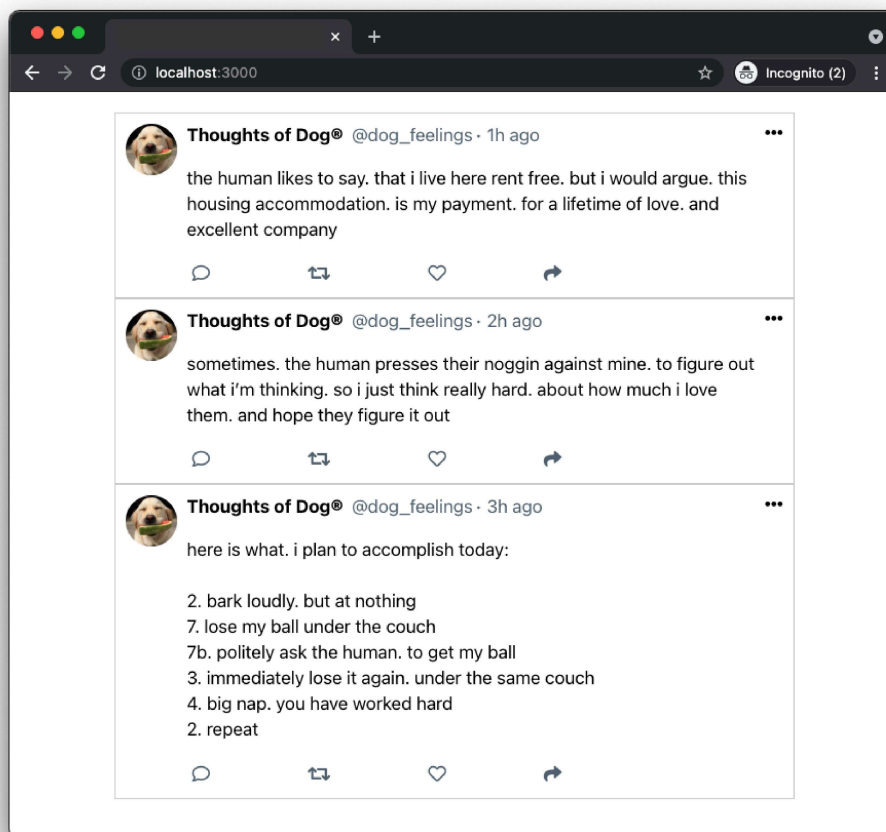 localhost:3000
Incognito (2)
Thoughts of Dog® @dog_feelings · 1h ago
the human likes to say. that i live here rent free. but i would argue. this
housing accommodation. is my payment. for a lifetime of love. and
excellent company
Thoughts of Dog® @dog_feelings · 2h ago
sometimes. the human presses their noggin against mine. to figure out
what i’m thinking. so i just think really hard. about how much i love
them. and hope they figure it out
Thoughts of Dog® @dog_feelings · 3h ago
here is what. i plan to accomplish today:
2. bark loudly. but at nothing
7. lose my ball under the couch
7b. politely ask the human. to get my ball
3. immediately lose it again. under the same couch
4. big nap. you have worked hard
2. repeat